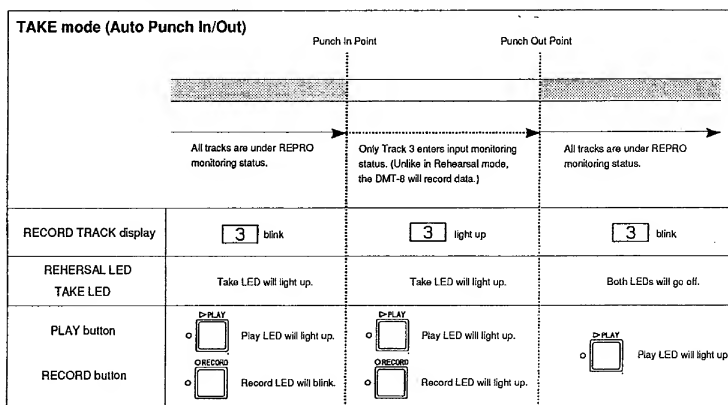 TAKE mode (Auto Punch In/Out)
Punch In Point
Punch Out Point
All tracks are under REPRO
monitoring status.
Only Track 3 enters input monitoring
status. (Unlike in Rehearsal mode,
the DMT-8 will record data.)
All tracks are under REPRO
monitoring status.
RECORD TRACK display
3 blink
3 light up
3 blink
REHERSAL LED
TAKE LED
Take LED will light up.
Take LED will light up.
Both LEDs will go off.
PLAY button
▷PLAY
Play LED will light up.
▷PLAY
Play LED will light up.
▷PLAY
Play LED will light up
RECORD button
○RECORD
Record LED will blink.
○RECORD
Record LED will light up.